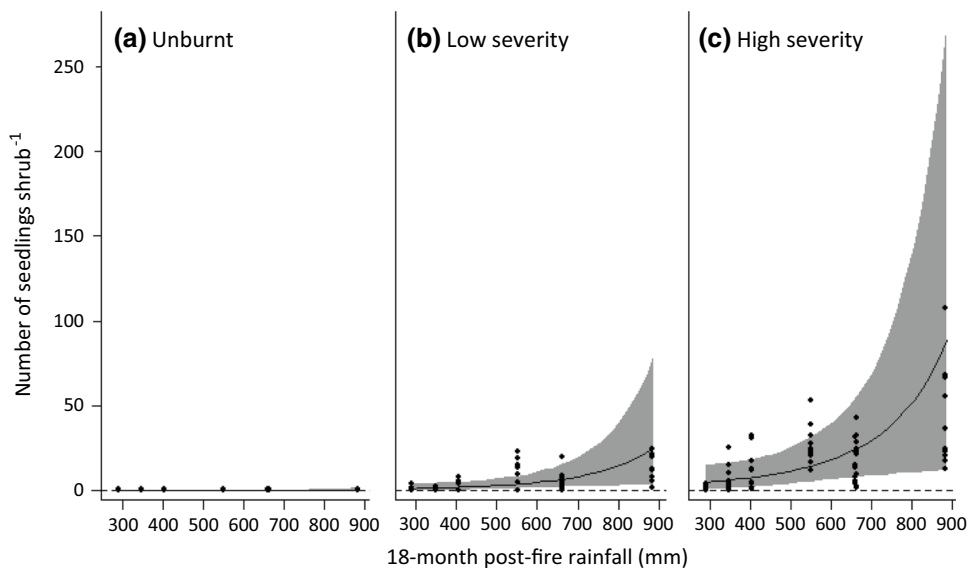 (a) Unburnt
(b) Low severity
(c) High severity
Number of seedlings shrub⁻¹
250
200
150
100
50
0
300 400 500 600 700 800 900
300 400 500 600 700 800 900
300 400 500 600 700 800 900
18-month post-fire rainfall (mm)